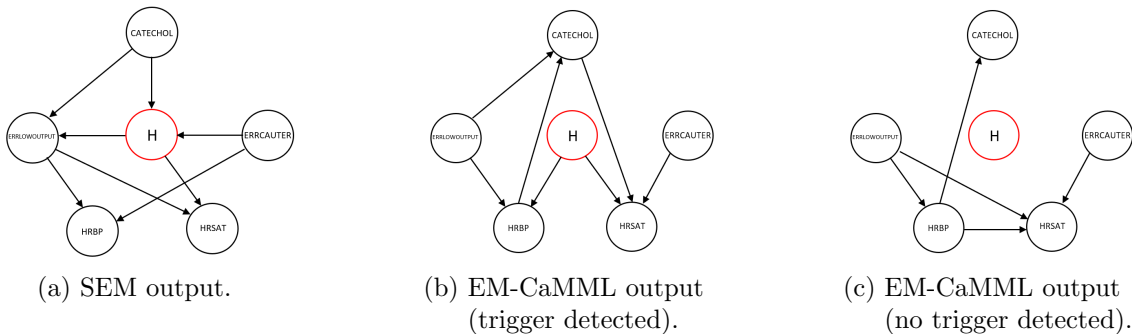 CATECHOL
ERRLOWOUTPUT
H
ERRCAUTER
HRBP
HRSAT
(a) SEM output.
CATECHOL
ERRLOWOUTPUT
H
ERRCAUTER
HRBP
HRSAT
(b) EM-CaMML output
(trigger detected).
CATECHOL
ERRLOWOUTPUT
H
ERRCAUTER
HRBP
HRSAT
(c) EM-CaMML output
(no trigger detected).